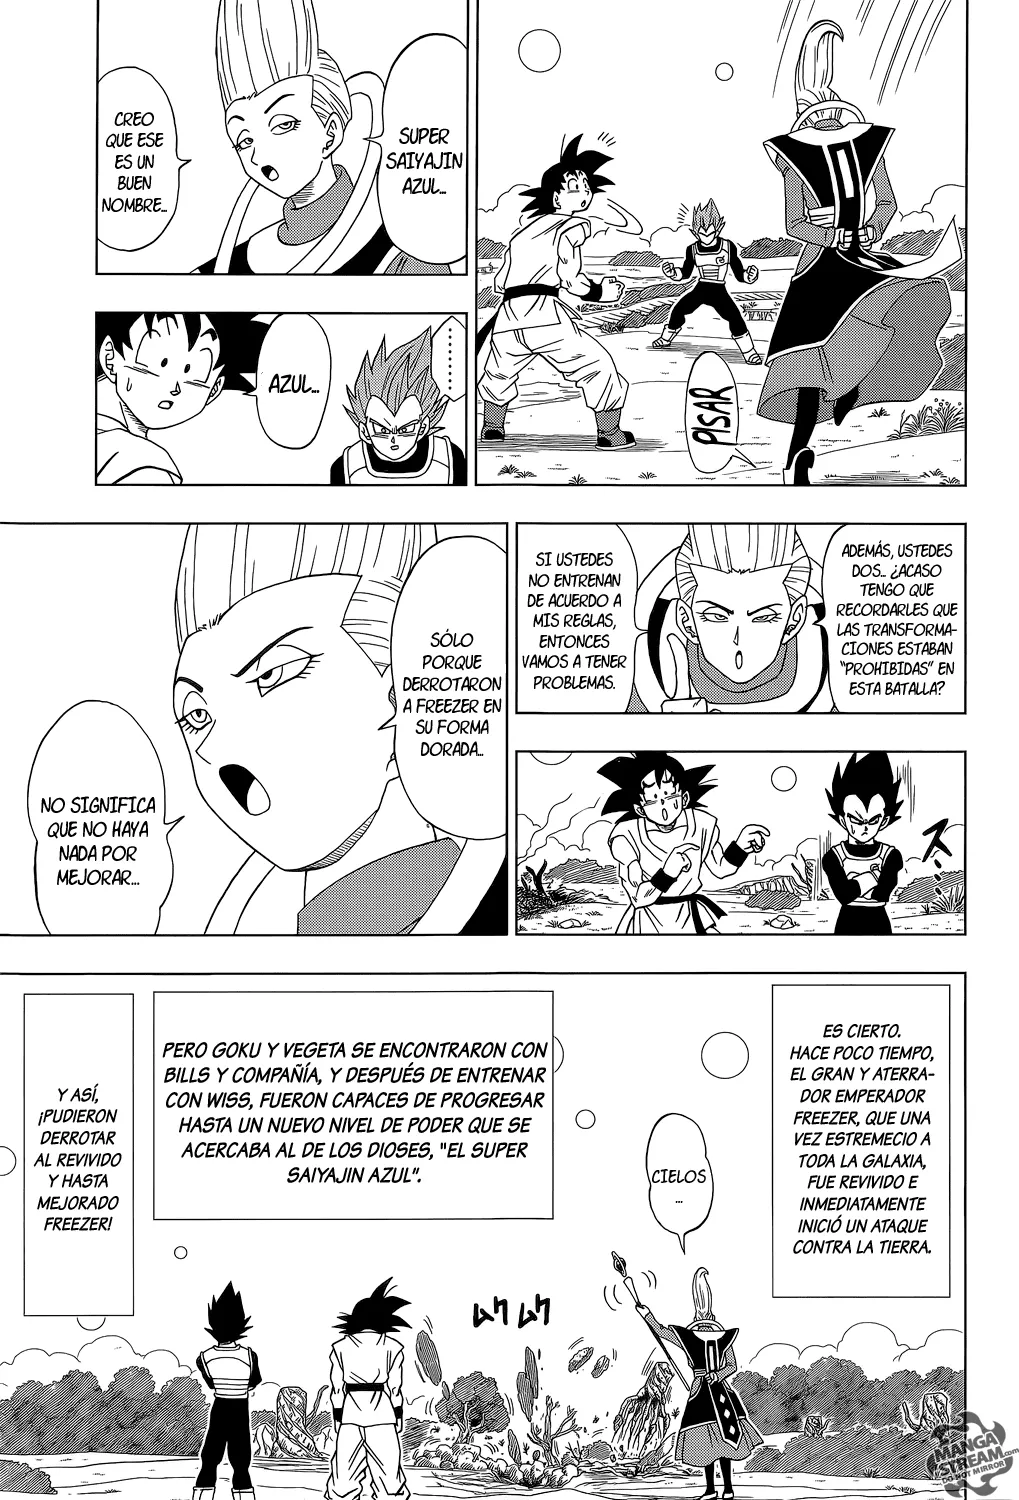 PISAR
SUPER
SAIYAJIN
AZUL...
CREO
QUE ESE
ES UN
BUEN
NOMBRE...
.........
AZUL...
ADEMÁS, USTEDES
DOS... ¿ACASO
TENGO QUE
RECORDARLES QUE
LAS TRANSFORMA-
CIONES ESTABAN
"PROHIBIDAS" EN
ESTA BATALLA?
SI USTEDES
NO ENTRENAN
DE ACUERDO A
MIS REGLAS,
ENTONCES
VAMOS A TENER
PROBLEMAS.
ス...
SÓLO
PORQUE
DERROTARON
A FREEZER EN
SU FORMA
DORADA...
NO SIGNIFICA
QUE NO HAYA
NADA POR
MEJORAR...
ES CIERTO.
HACE POCO TIEMPO,
EL GRAN Y ATERRA-
DOR EMPERADOR
FREEZER, QUE UNA
VEZ ESTREMECIO A
TODA LA GALAXIA,
FUE REVIVIDO E
INMEDIATAMENTE
INICIÓ UN ATAQUE
CONTRA LA TIERRA.
PERO GOKU Y VEGETA SE ENCONTRARON CON
BILLS Y COMPAÑÍA, Y DESPUÉS DE ENTRENAR
CON WISS, FUERON CAPACES DE PROGRESAR
HASTA UN NUEVO NIVEL DE PODER QUE SE
ACERCABA AL DE LOS DIOSES, "EL SUPER
SAIYAJIN AZUL".
Y ASÍ,
¡PUDIERON
DERROTAR
AL REVIVIDO
Y HASTA
MEJORADO
FREEZER!
CIELOS
...
ムク ムク
MANGA
STREAM.com
DO NOT MIRROR